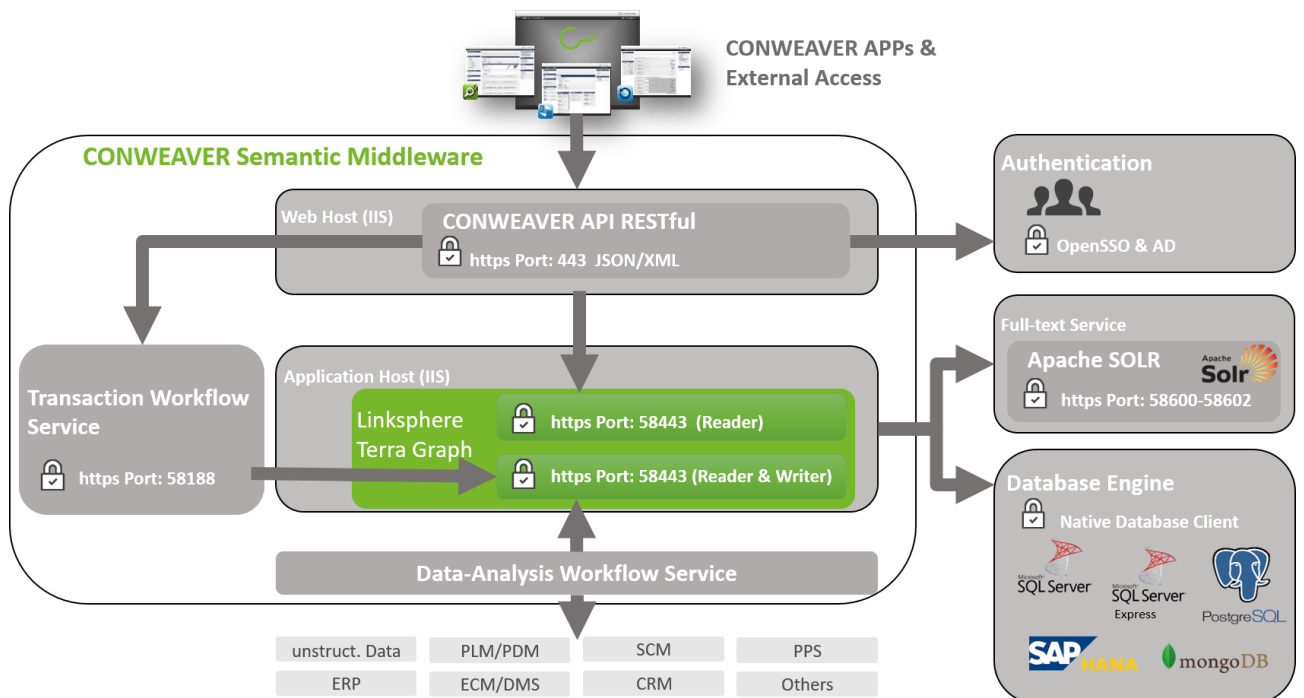 CONWEAVER APPs &
External Access
CONWEAVER Semantic Middleware
Web Host (IIS)
CONWEAVER API RESTful
https Port: 443 JSON/XML
Authentication
OpenSSO & AD
Transaction Workflow
Service
https Port: 58188
Application Host (IIS)
Linksphere
Terra Graph
https Port: 58443 (Reader)
https Port: 58443 (Reader & Writer)
Full-text Service
Apache SOLR
Apache
Solr
https Port: 58600-58602
Database Engine
Native Database Client
Microsoft
SQL Server
Microsoft
SQL Server
Express
PostgreSQL
SAP HANA
mongoDB
Data-Analysis Workflow Service
unstruct. Data
PLM/PDM
SCM
PPS
ERP
ECM/DMS
CRM
Others